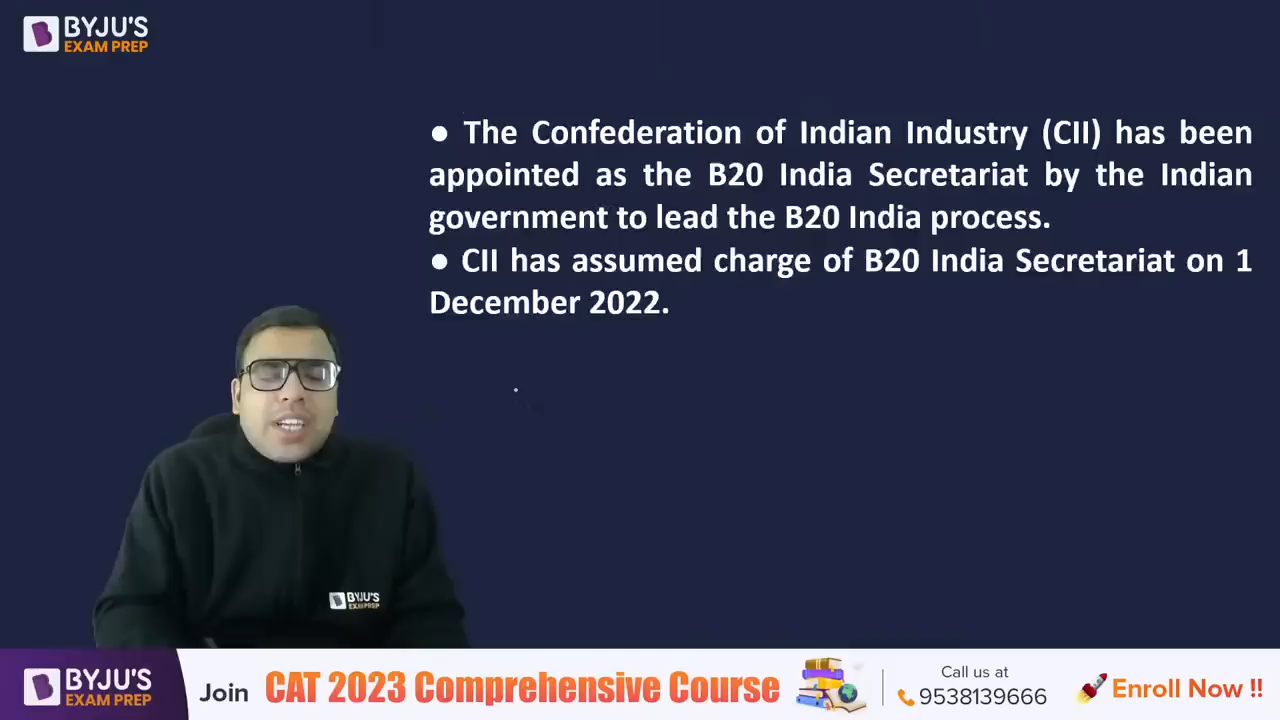 BYJU'S
EXAM PREP
● The Confederation of Indian Industry (CII) has been
appointed as the B20 India Secretariat by the Indian
government to lead the B20 India process.
● CII has assumed charge of B20 India Secretariat on 1
December 2022.
BYJU'S
EXAM PREP
BYJU'S
EXAM PREP
Join CAT 2023 Comprehensive Course
Call us at
9538139666
Enroll Now !!